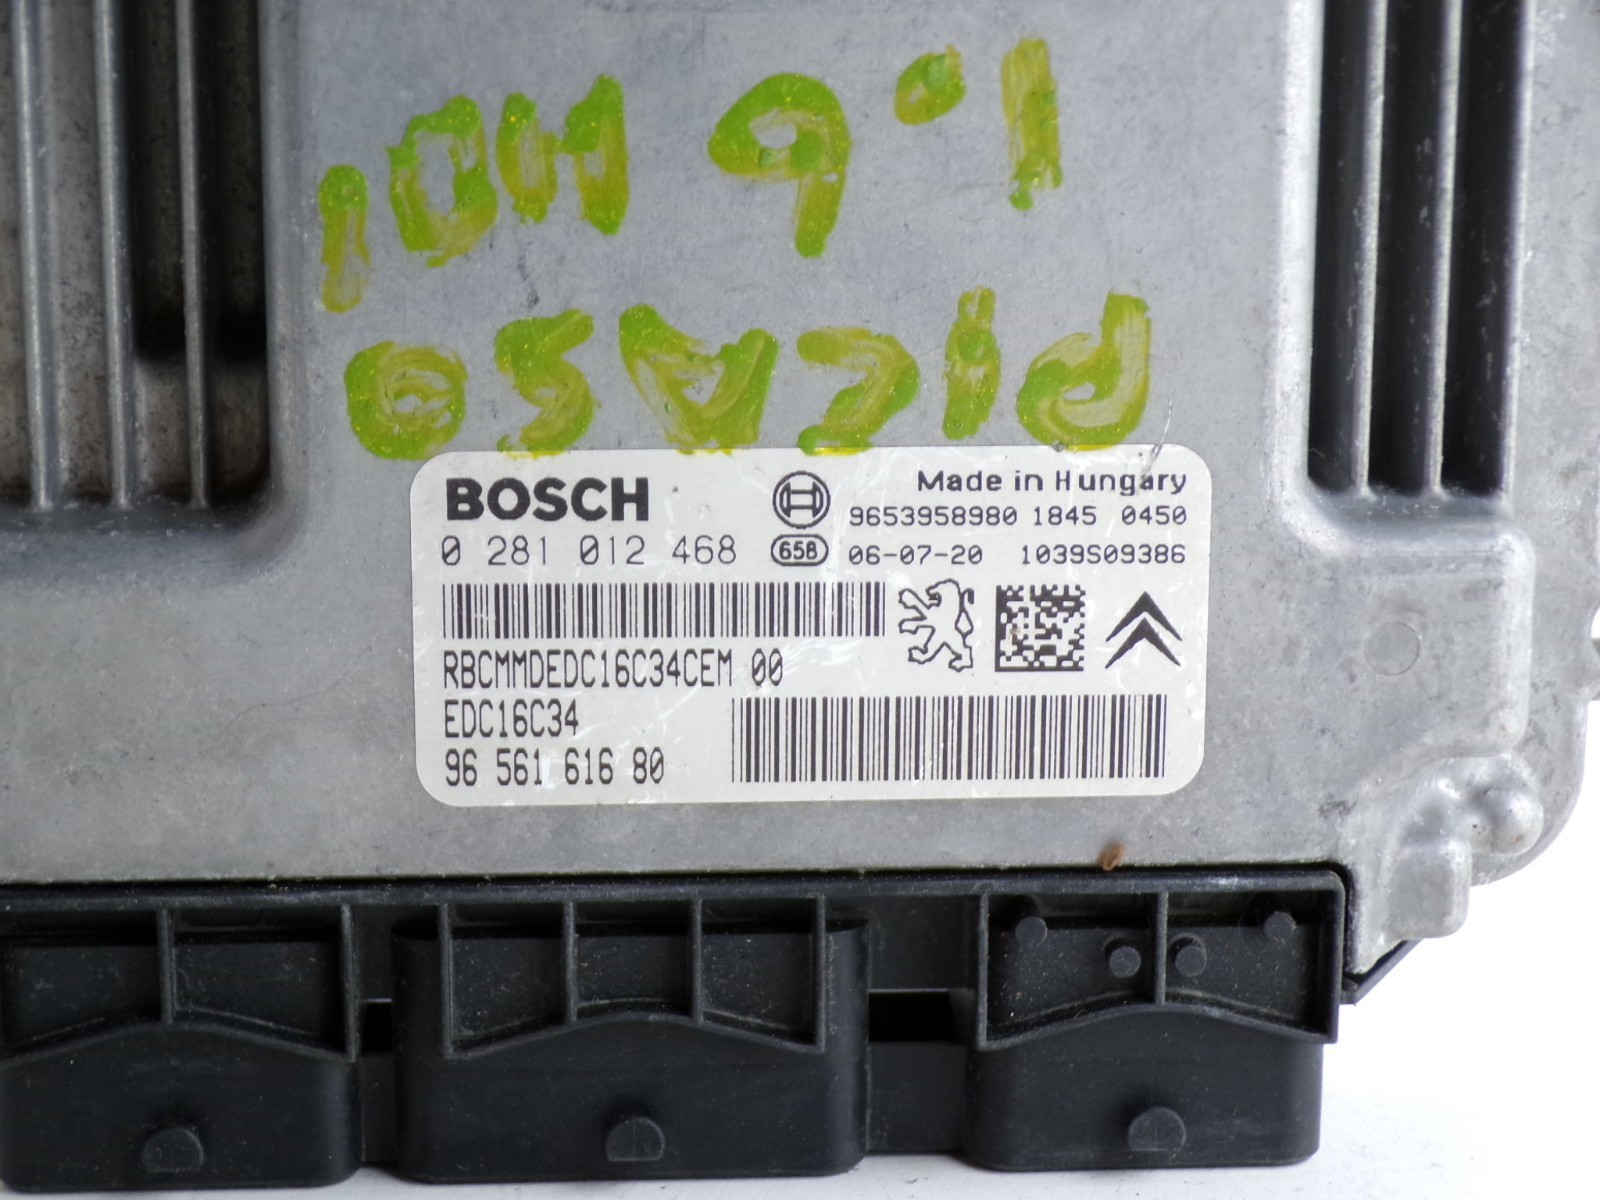 1.6 HDI
PICASO
BOSCH
Made in Hungary
9653958980 1845 0450
0 281 012 468
658
06-07-20 1039S09386
RBCMMDEDC16C34CEM 00
EDC16C34
96 561 616 80